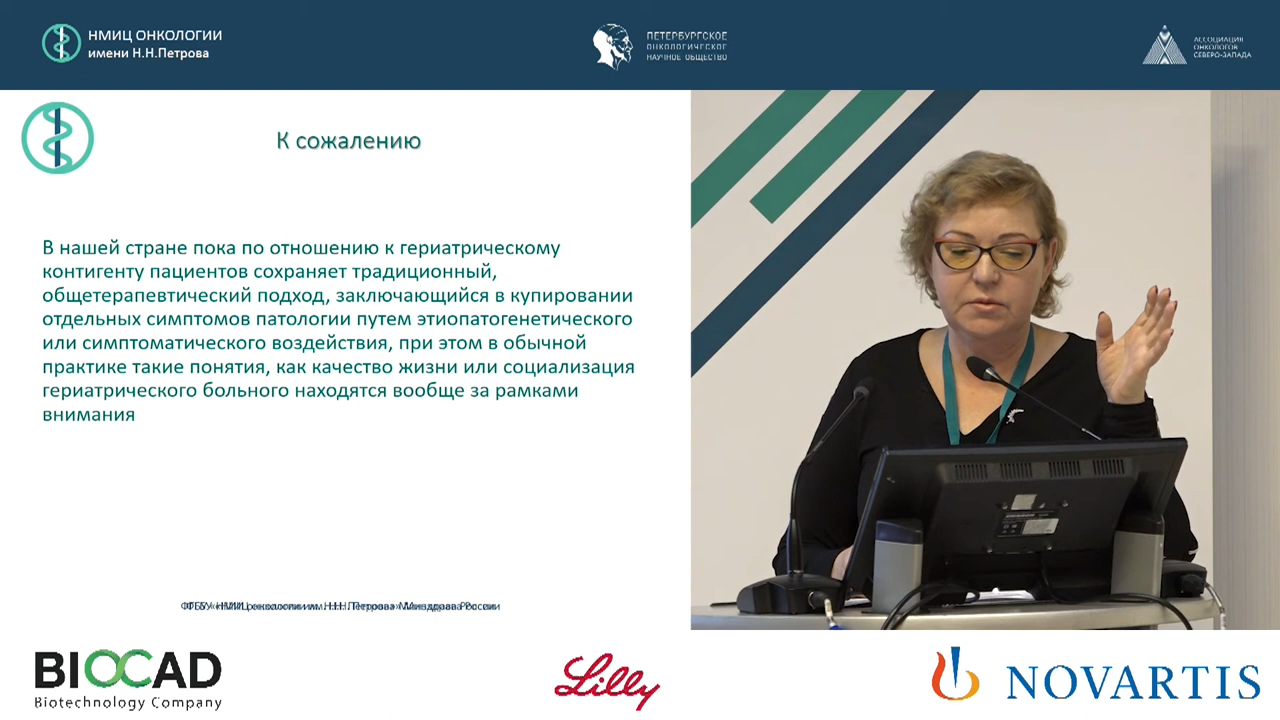 НМИЦ ОНКОЛОГИИ
имени Н.Н.Петрова
ПЕТЕРБУРГСКОЕ
ОНКОЛОГИЧЕСКОЕ
НАУЧНОЕ ОБЩЕСТВО
АССОЦИАЦИЯ
ОНКОЛОГОВ
СЕВЕРО-ЗАПАДА
К сожалению
В нашей стране пока по отношению к гериатрическому
контигенту пациентов сохраняет традиционный,
общетерапевтический подход, заключающийся в купировании
отдельных симптомов патологии путем этиопатогенетического
или симптоматического воздействия, при этом в обычной
практике такие понятия, как качество жизни или социализация
гериатрического больного находятся вообще за рамками
внимания
BIOCAD
Biotechnology Company
Lilly
NOVARTIS